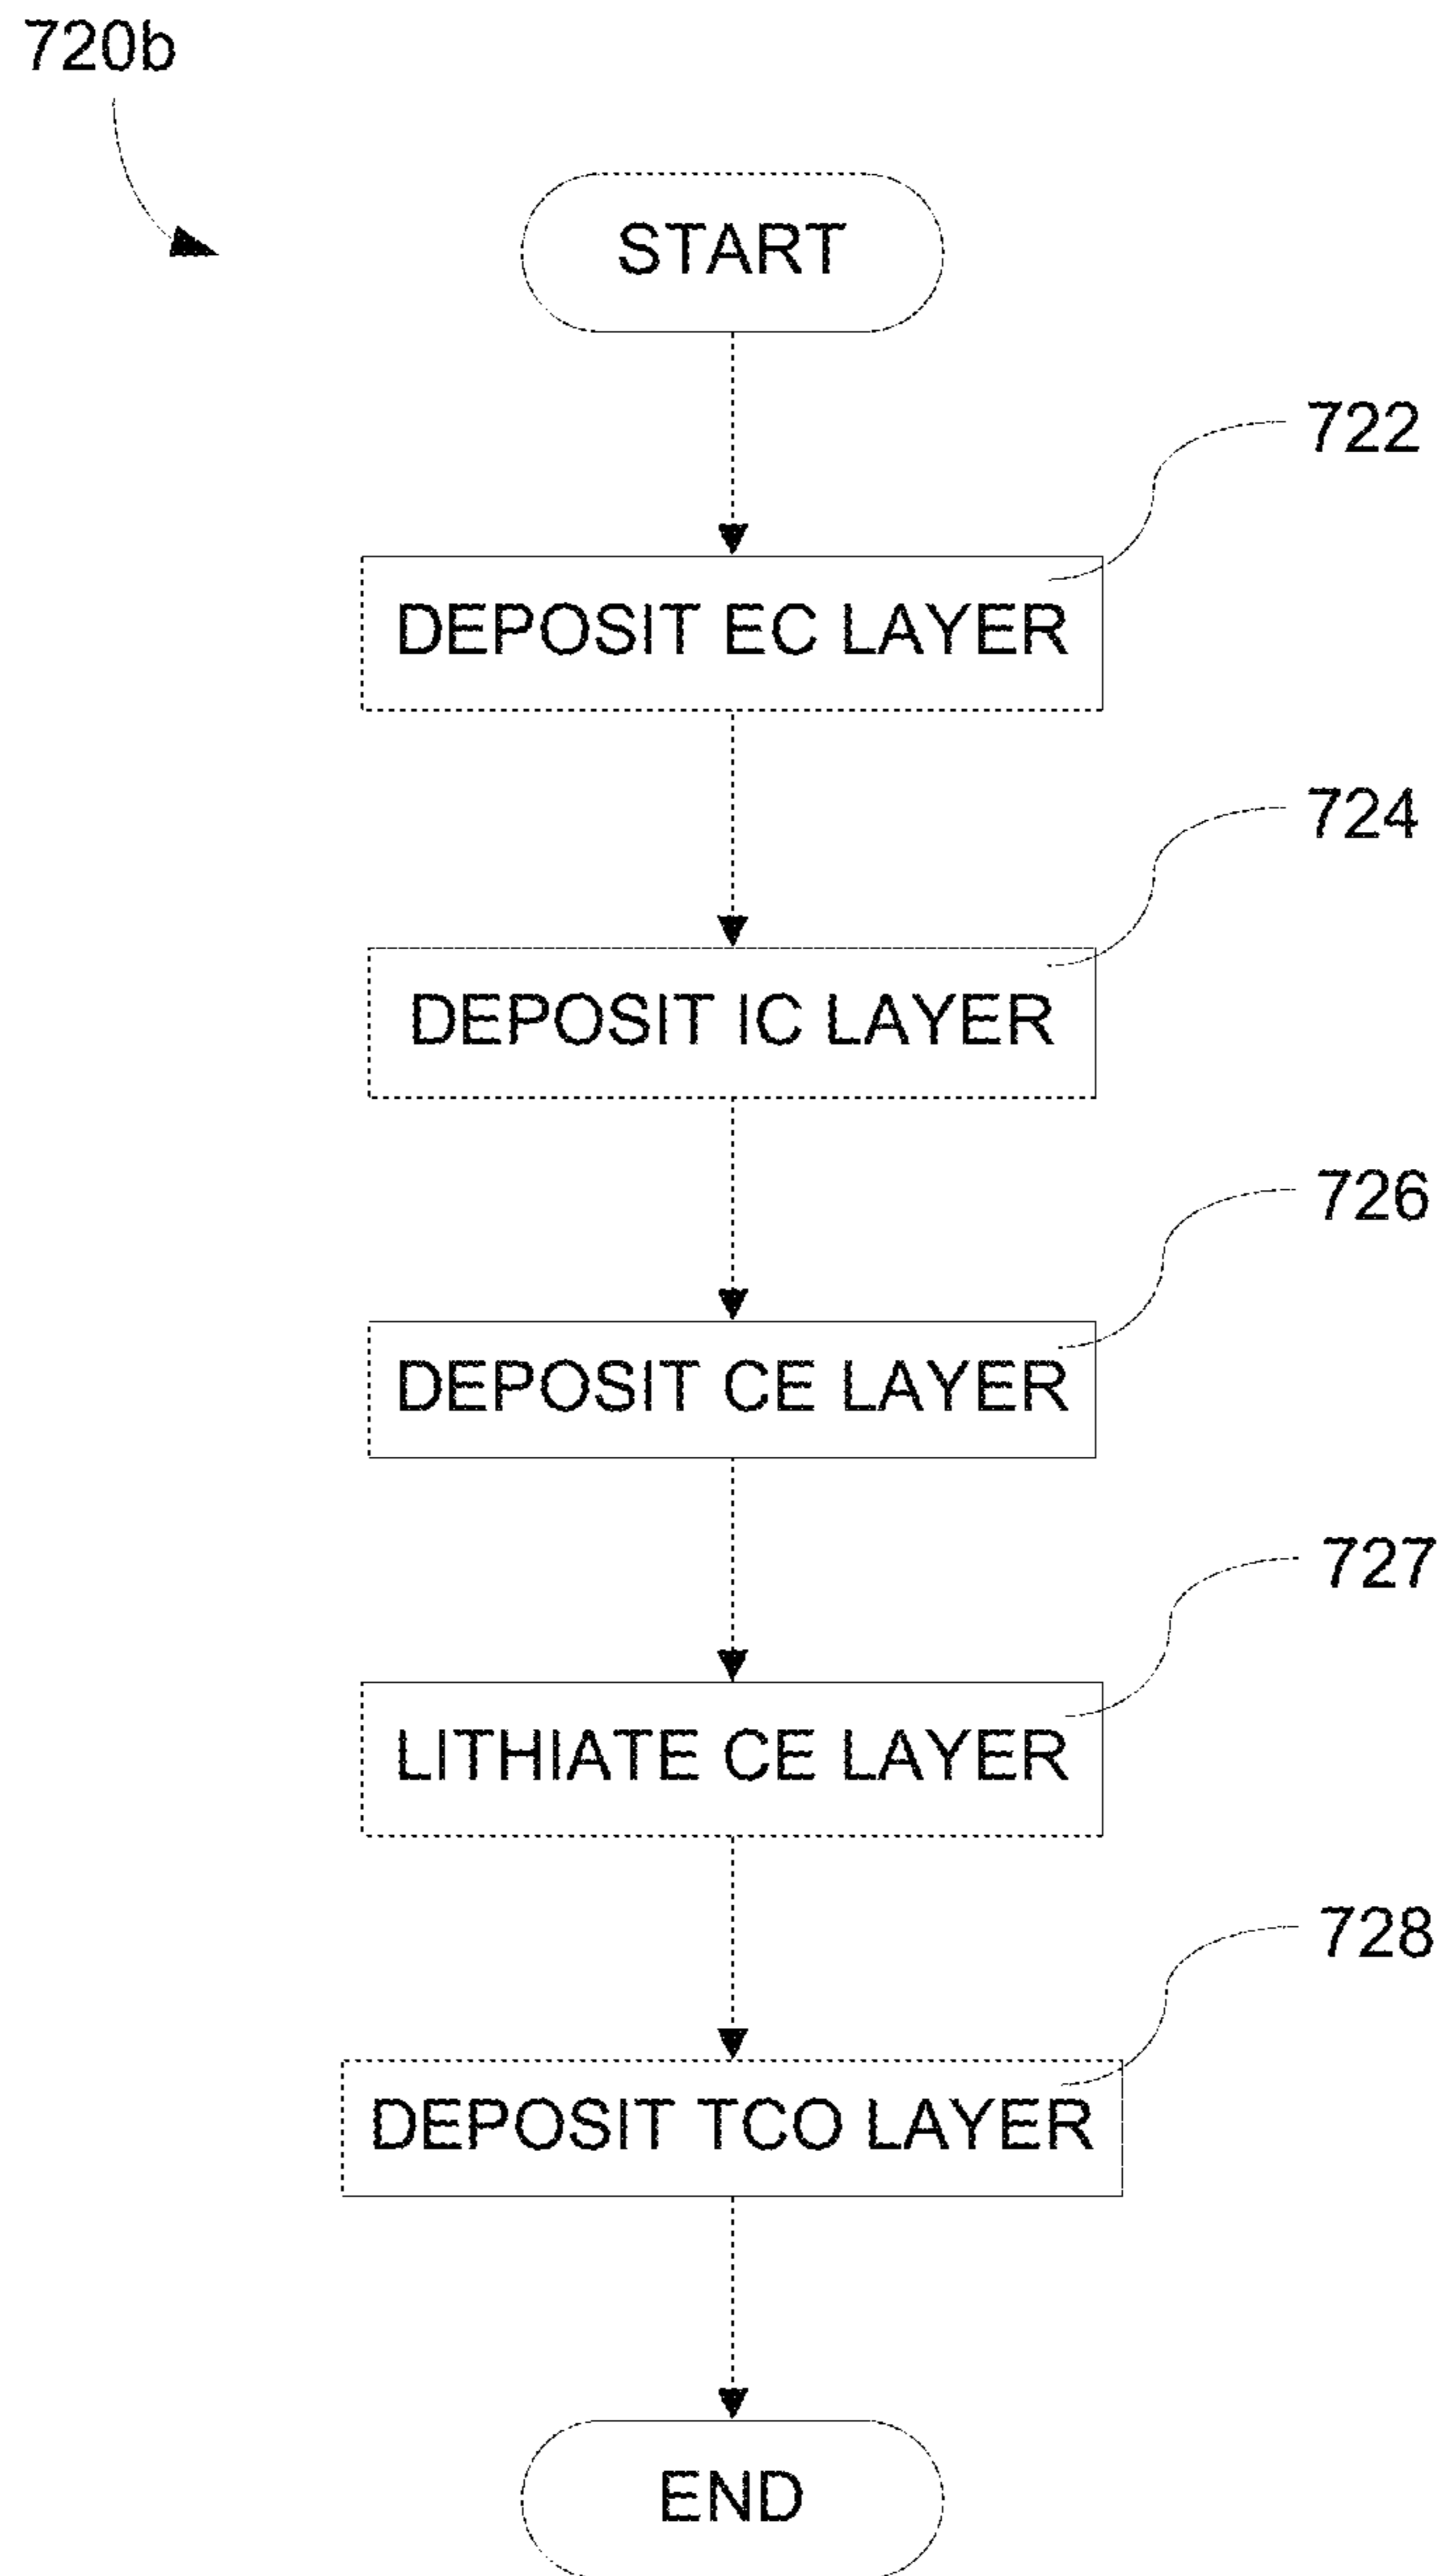 720b
START
722
DEPOSIT EC LAYER
724
DEPOSIT IC LAYER
726
DEPOSIT CE LAYER
727
LITHIATE CE LAYER
728
DEPOSIT TCO LAYER
END